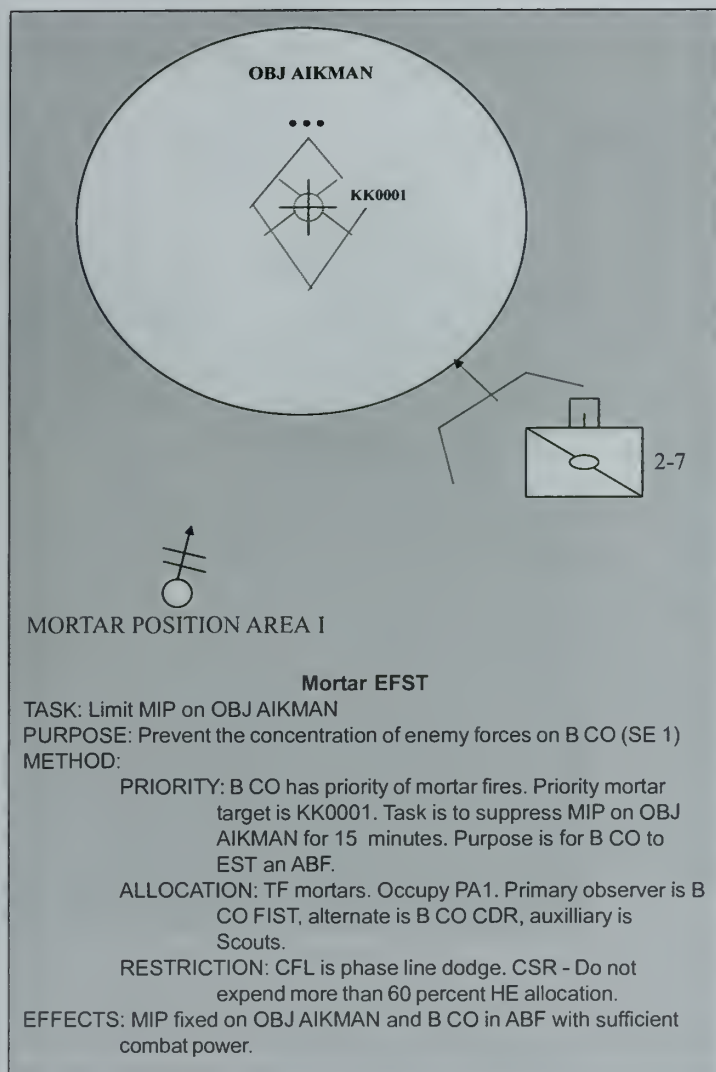 OBJ AIKMAN
KK0001
2-7
MORTAR POSITION AREA I
Mortar EFST
TASK: Limit MIP on OBJ AIKMAN
PURPOSE: Prevent the concentration of enemy forces on B CO (SE 1)
METHOD:
PRIORITY: B CO has priority of mortar fires. Priority mortar
target is KK0001. Task is to suppress MIP on OBJ
AIKMAN for 15 minutes. Purpose is for B CO to
EST an ABF.
ALLOCATION: TF mortars. Occupy PA1. Primary observer is B
CO FIST, alternate is B CO CDR, auxilliary is
Scouts.
RESTRICTION: CFL is phase line dodge. CSR - Do not
expend more than 60 percent HE allocation.
EFFECTS: MIP fixed on OBJ AIKMAN and B CO in ABF with sufficient
combat power.